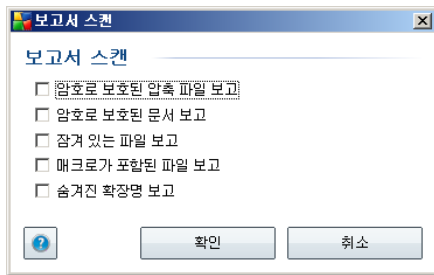 보고서 스캔
보고서 스캔
암호로 보호된 압축 파일 보고
암호로 보호된 문서 보고
잠겨 있는 파일 보고
매크로가 포함된 파일 보고
숨겨진 확장명 보고
?
확인
취소